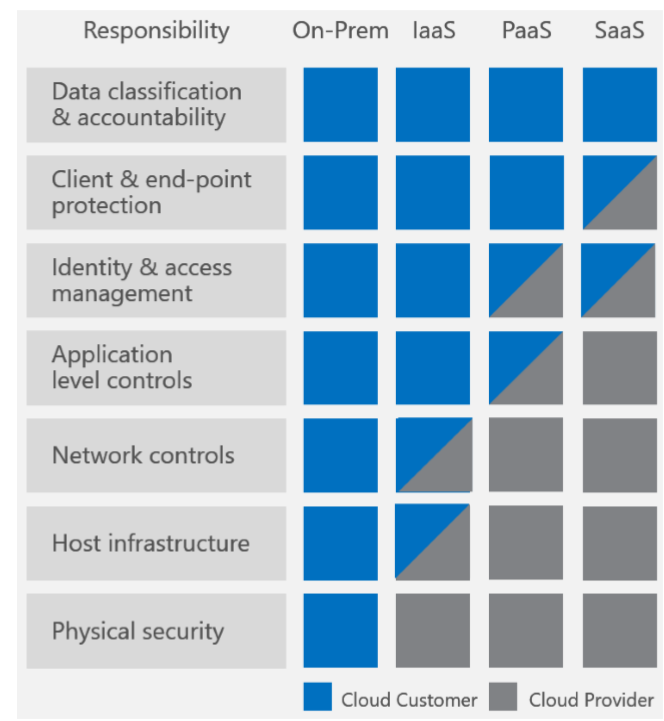 Responsibility On-Prem IaaS PaaS SaaS
Data classification
& accountability
Client & end-point
protection
Identity & access
management
Application
level controls
Network controls
Host infrastructure
Physical security
Cloud Customer Cloud Provider